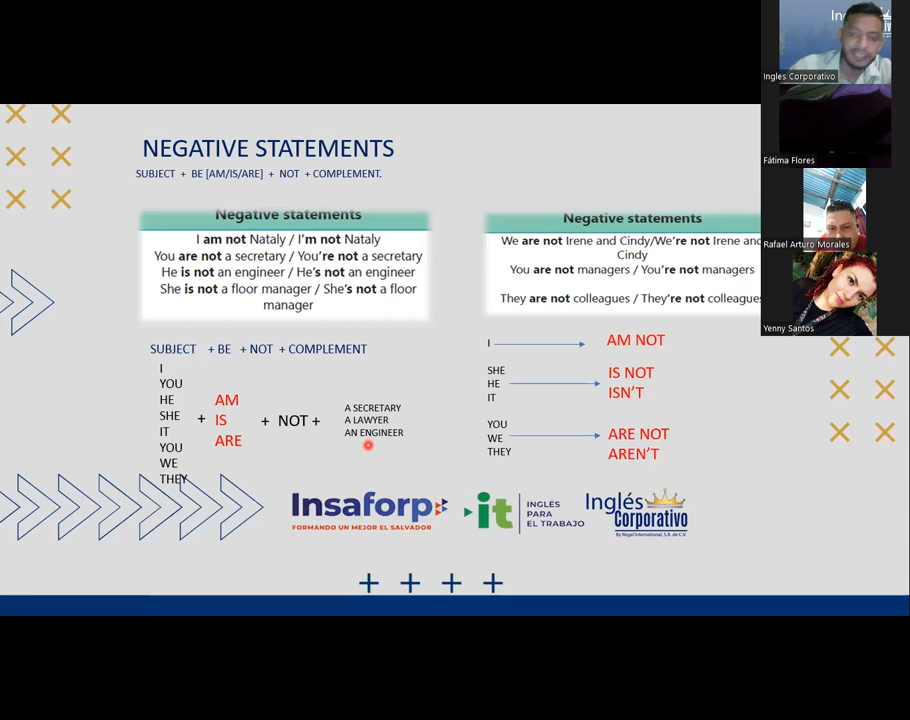 NEGATIVE STATEMENTS
SUBJECT + BE [AM/IS/ARE] + NOT + COMPLEMENT.
Negative statements
I am not Nataly / I'm not Nataly
You are not a secretary / You're not a secretary
He is not an engineer / He's not an engineer
She is not a floor manager / She's not a floor
manager
Negative statements
We are not Irene and Cindy/We're not Irene and
Cindy
You are not managers / You're not managers
They are not colleagues / They're not colleagues
SUBJECT + BE + NOT + COMPLEMENT
I
YOU
HE
SHE
IT
YOU
WE
THEY
+
AM
IS
ARE
+ NOT +
A SECRETARY
A LAWYER
AN ENGINEER
I
AM NOT
SHE
HE
IT
IS NOT
ISN'T
YOU
WE
THEY
ARE NOT
AREN'T
Insaforp
FORMANDO UN MEJOR EL SALVADOR
it
INGLÉS
PARA
EL TRABAJO
Inglés
Corporativo
By Regal International, S.A. de C.V.
Ingles Corporativo
Fátima Flores
Rafael Arturo Morales
Yenny Santos